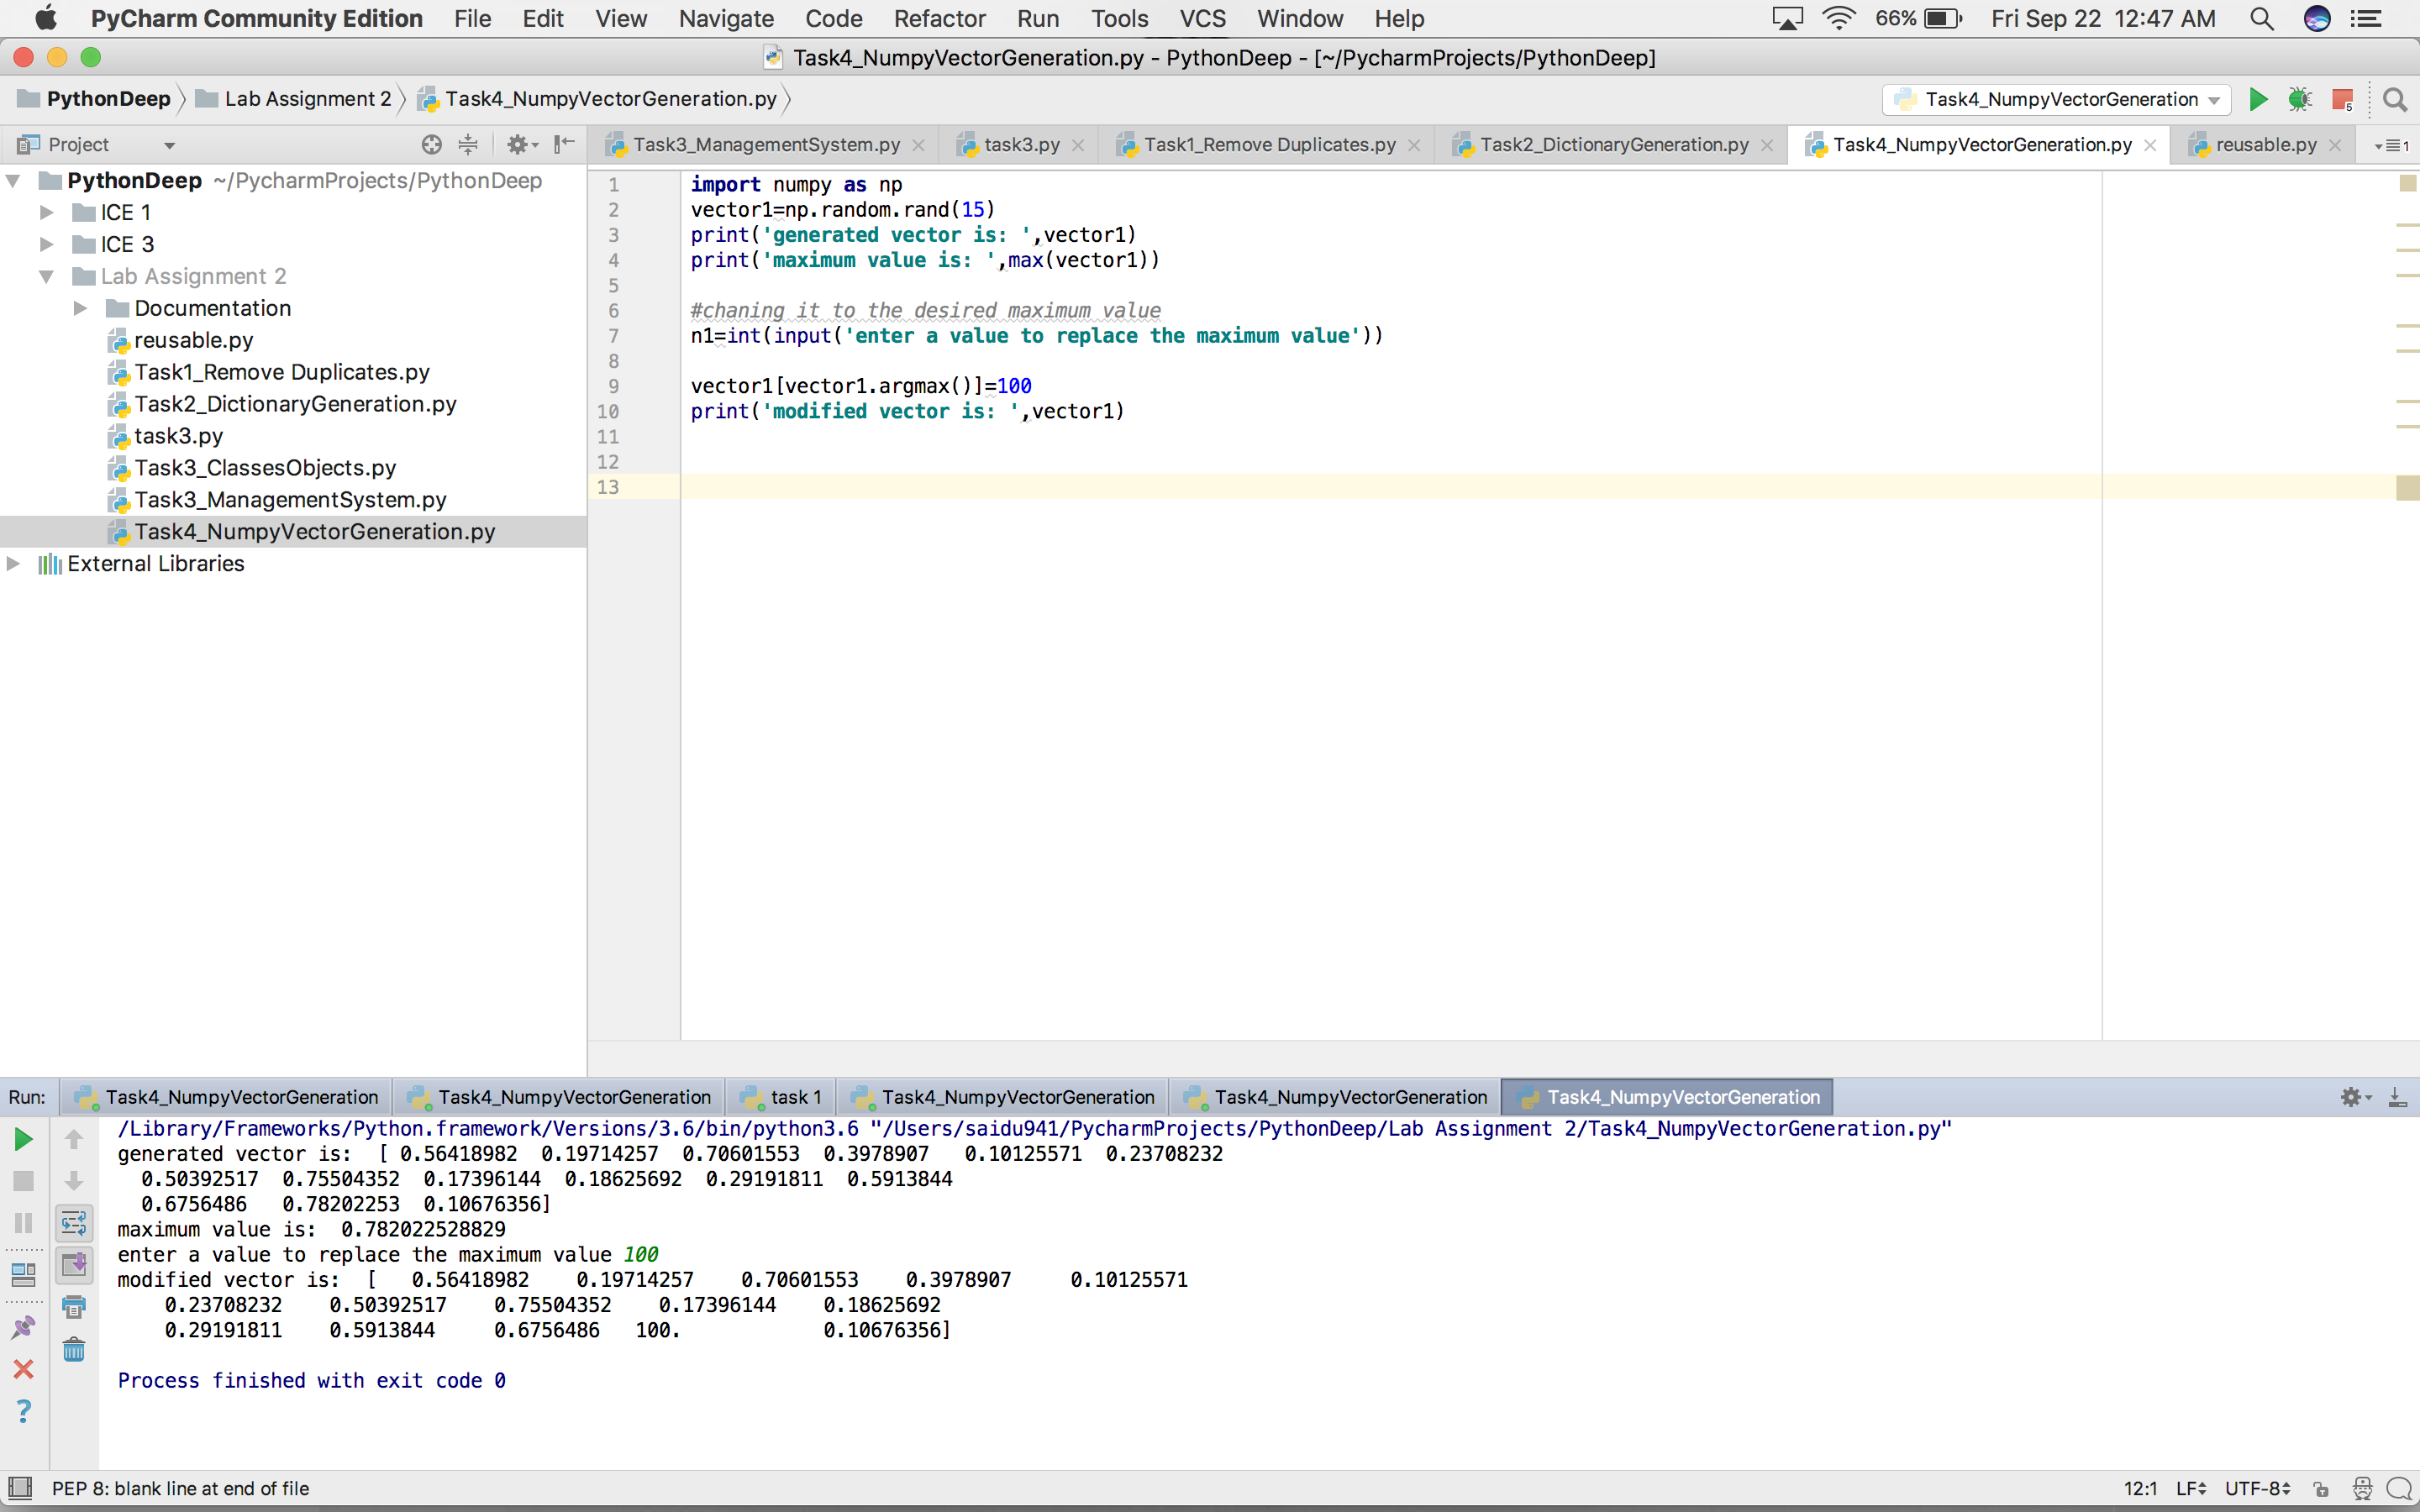 PyCharm Community Edition File Edit View Navigate Code Refactor Run Tools VCS Window Help 66% Fri Sep 22 12:47 AM
Task4_NumpyVectorGeneration.py - PythonDeep - [~/PycharmProjects/PythonDeep]
PythonDeep Lab Assignment 2 Task4_NumpyVectorGeneration.py Task4_NumpyVectorGeneration 5
Project Task3_ManagementSystem.py task3.py Task1_Remove Duplicates.py Task2_DictionaryGeneration.py Task4_NumpyVectorGeneration.py reusable.py 1
PythonDeep ~/PycharmProjects/PythonDeep
ICE 1
ICE 3
Lab Assignment 2
Documentation
reusable.py
Task1_Remove Duplicates.py
Task2_DictionaryGeneration.py
task3.py
Task3_ClassesObjects.py
Task3_ManagementSystem.py
Task4_NumpyVectorGeneration.py
External Libraries
1 import numpy as np
2 vector1=np.random.rand(15)
3 print('generated vector is: ',vector1)
4 print('maximum value is: ',max(vector1))
5
6 #chaning it to the desired maximum value
7 n1=int(input('enter a value to replace the maximum value'))
8
9 vector1[vector1.argmax()]=100
10 print('modified vector is: ',vector1)
11
12
13
Run: Task4_NumpyVectorGeneration Task4_NumpyVectorGeneration task 1 Task4_NumpyVectorGeneration Task4_NumpyVectorGeneration Task4_NumpyVectorGeneration
/Library/Frameworks/Python.framework/Versions/3.6/bin/python3.6 "/Users/saidu941/PycharmProjects/PythonDeep/Lab Assignment 2/Task4_NumpyVectorGeneration.py"
generated vector is:  [ 0.56418982  0.19714257  0.70601553  0.3978907   0.10125571  0.23708232
0.50392517  0.75504352  0.17396144  0.18625692  0.29191811  0.5913844
0.6756486   0.78202253  0.10676356]
maximum value is:  0.782022528829
enter a value to replace the maximum value 100
modified vector is:  [   0.56418982    0.19714257    0.70601553    0.3978907     0.10125571
0.23708232    0.50392517    0.75504352    0.17396144    0.18625692
0.29191811    0.5913844     0.6756486   100.            0.10676356]
Process finished with exit code 0
PEP 8: blank line at end of file 12:1 LF UTF-8